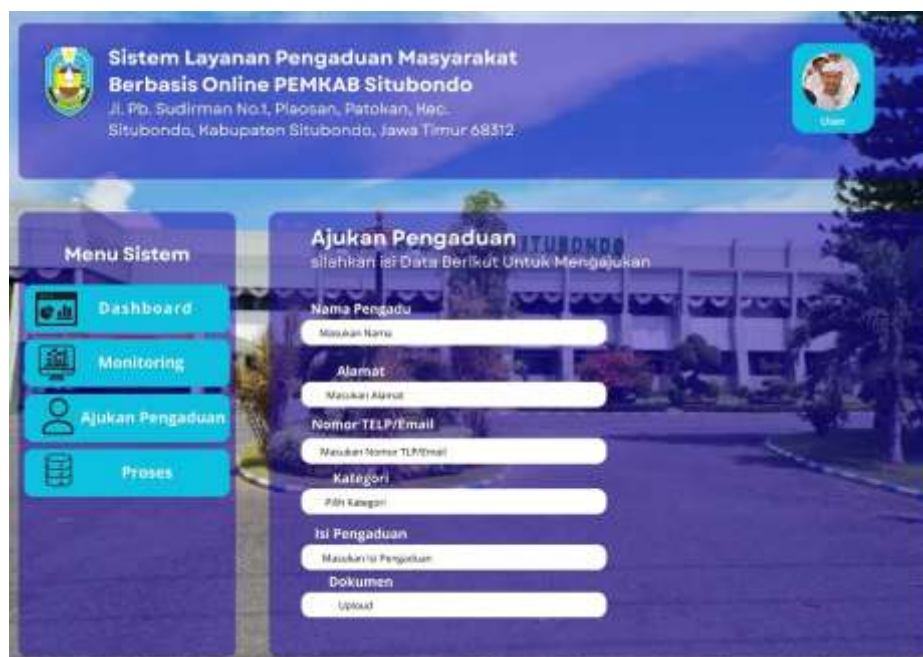 Sistem Layanan Pengaduan Masyarakat
Berbasis Online PEMKAB Situbondo
Jl. Pb. Sudirman No.1, Plaosan, Patokan, Kec.
Situbondo, Kabupaten Situbondo, Jawa Timur 68312
User
Menu Sistem
Dashboard
Monitoring
Ajukan Pengaduan
Proses
Ajukan Pengaduan
silahkan isi Data Berikut Untuk Mengajukan
SITUBONDO
Nama Pengadu
Masukan Nama
Alamat
Masukan Alamat
Nomor TELP/Email
Masukan Nomor TLP/Email
Kategori
Pilih Kategori
Isi Pengaduan
Masukan Isi Pengaduan
Dokumen
Upload